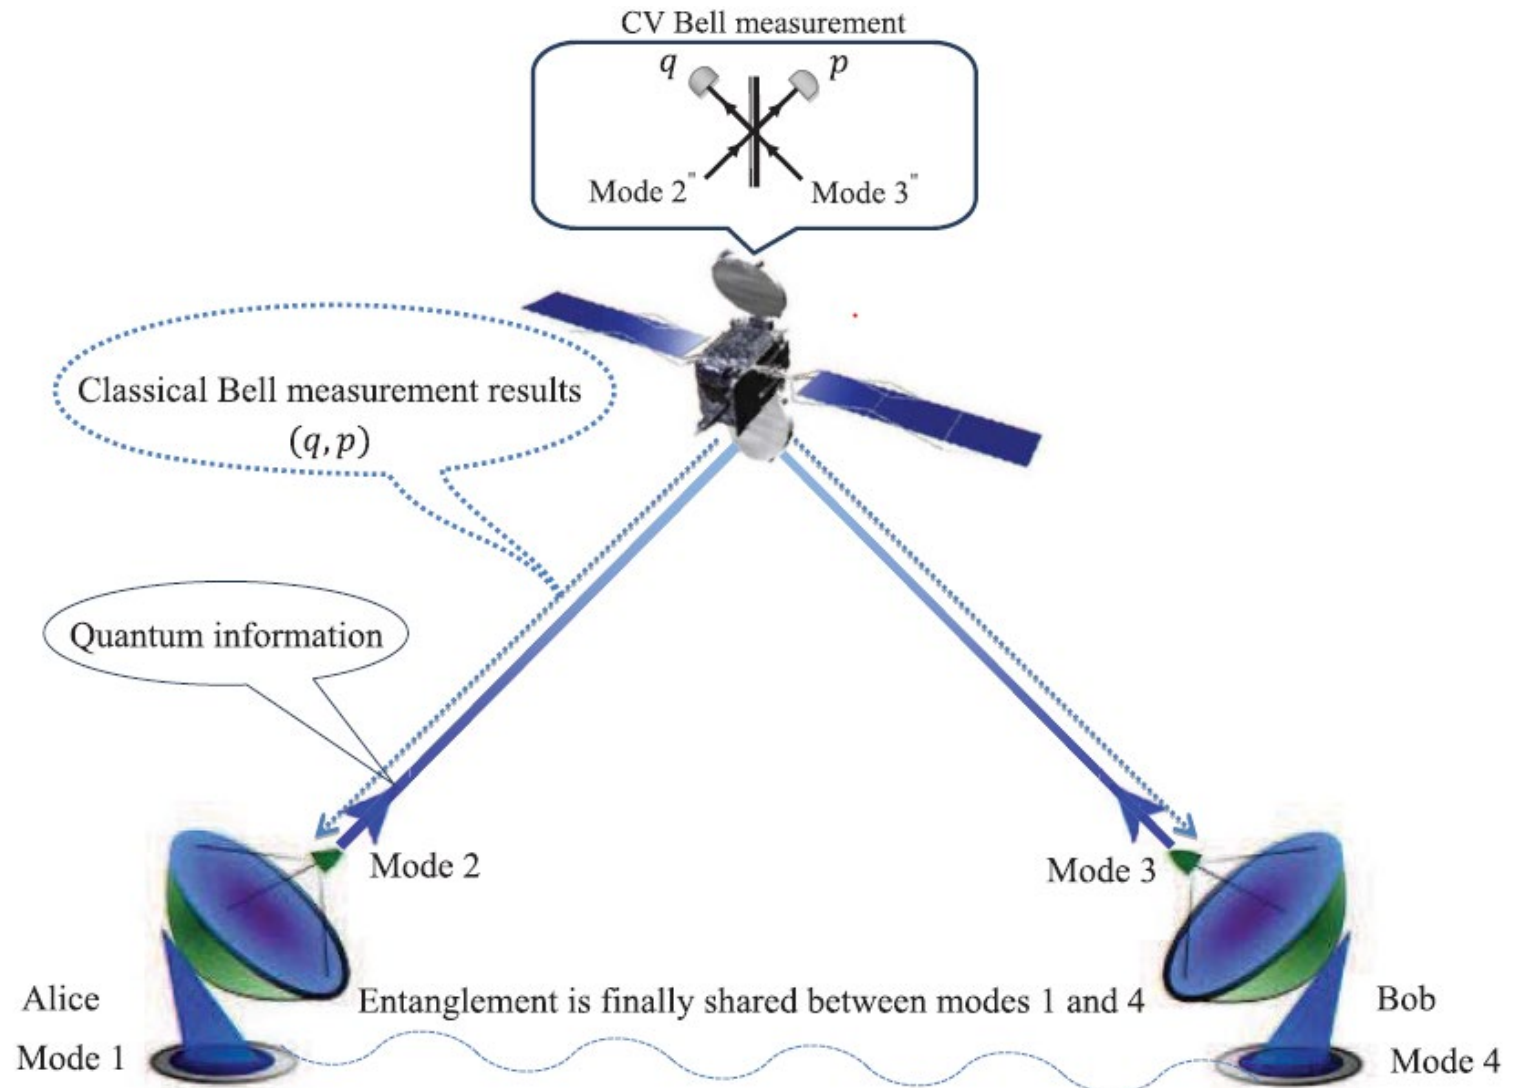 CV Bell measurement
q
p
Mode 2"
Mode 3"
Classical Bell measurement results
(q, p)
Quantum information
Mode 2
Mode 3
Alice
Entanglement is finally shared between modes 1 and 4
Bob
Mode 1
Mode 4